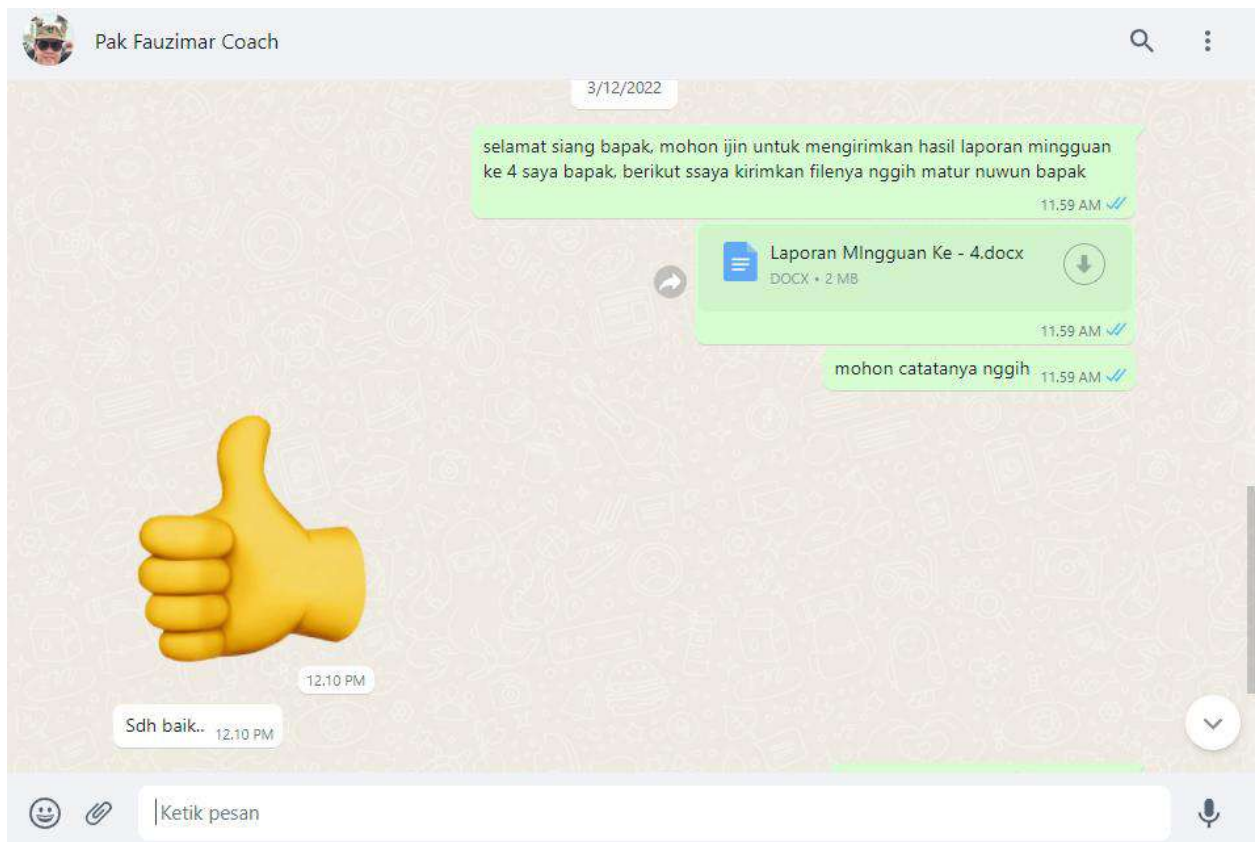 Pak Fauzimar Coach
3/12/2022
selamat siang bapak, mohon ijin untuk mengirimkan hasil laporan mingguan
ke 4 saya bapak, berikut ssaya kirimkan filenya nggih matur nuwun bapak
11.59 AM
Laporan MIngguan Ke - 4.docx
DOCX • 2 MB
11.59 AM
mohon catatanya nggih 11.59 AM
12.10 PM
Sdh baik.. 12.10 PM
Ketik pesan